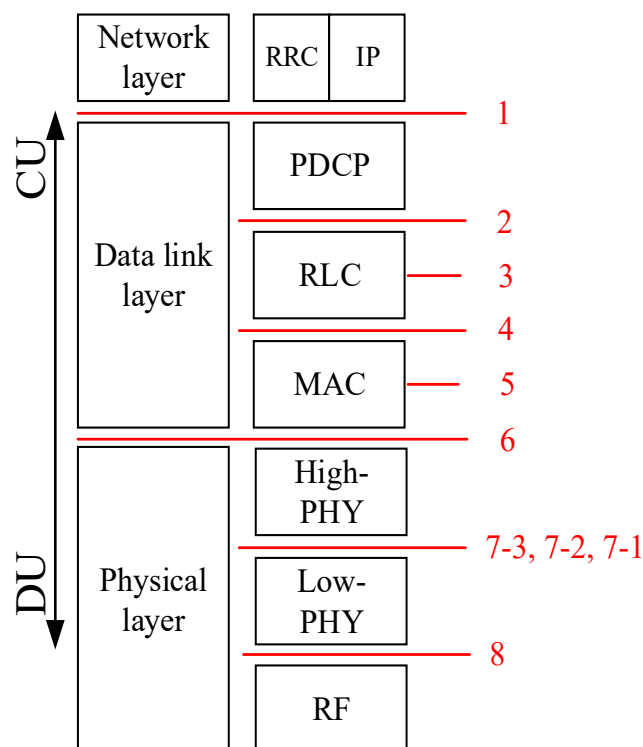 Network
layer
RRC
IP
1
CU
PDCP
2
Data link
layer
RLC
3
4
MAC
5
6
High-
PHY
7-3, 7-2, 7-1
DU
Physical
layer
Low-
PHY
8
RF